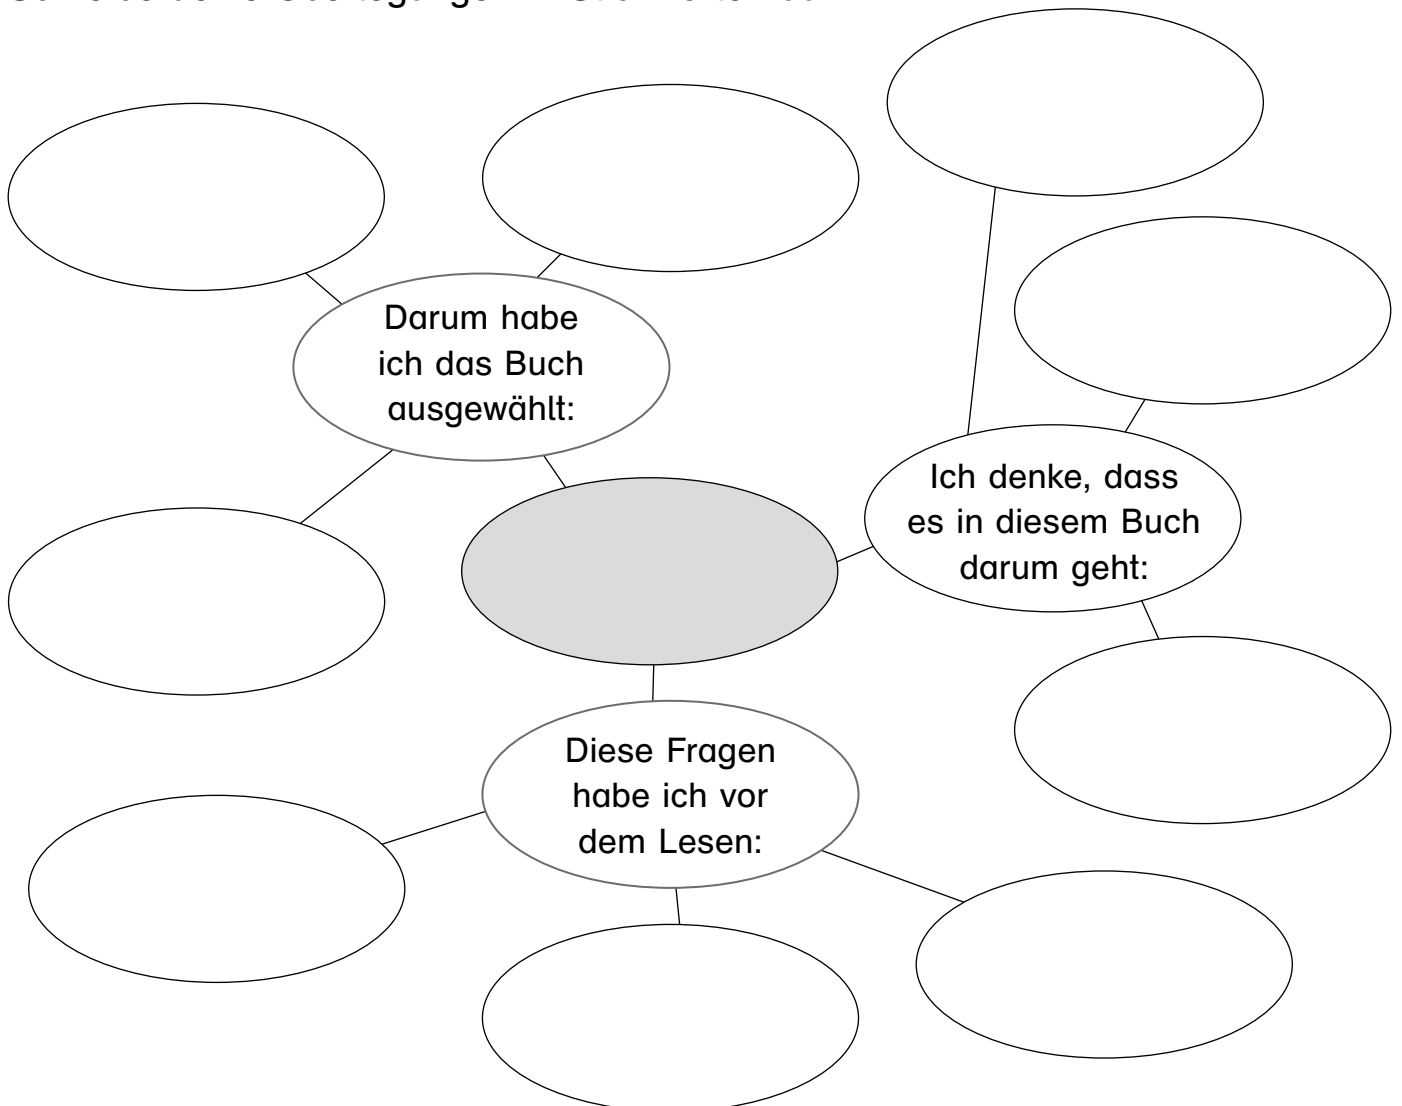 Darum habe
ich das Buch
ausgewählt:
Ich denke, dass
es in diesem Buch
darum geht:
Diese Fragen
habe ich vor
dem Lesen: